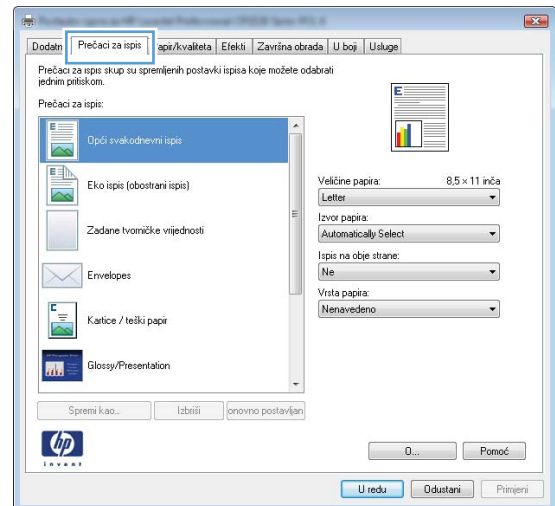 Dodatn
Prečaci za ispis
apir/kvaliteta
Efekti
Završna obrada
U boji
Usluge
Prečaci za ispis skup su spremljenih postavki ispisa koje možete odabrati
jednim pritiskom.
Prečaci za ispis:
Opći svakodnevni ispis
Eko ispis (obostrani ispis)
Zadane tvorničke vrijednosti
Envelopes
Kartice / teški papir
Glossy/Presentation
Veličine papira: 8,5 × 11 inča
Letter
Izvor papira:
Automatically Select
Ispis na obje strane:
Ne
Vrsta papira:
Nenavedeno
Spremi kao...
Izbriši
onovno postavljan
hp
invent
O...
Pomoć
U redu
Odustani
Primjeni